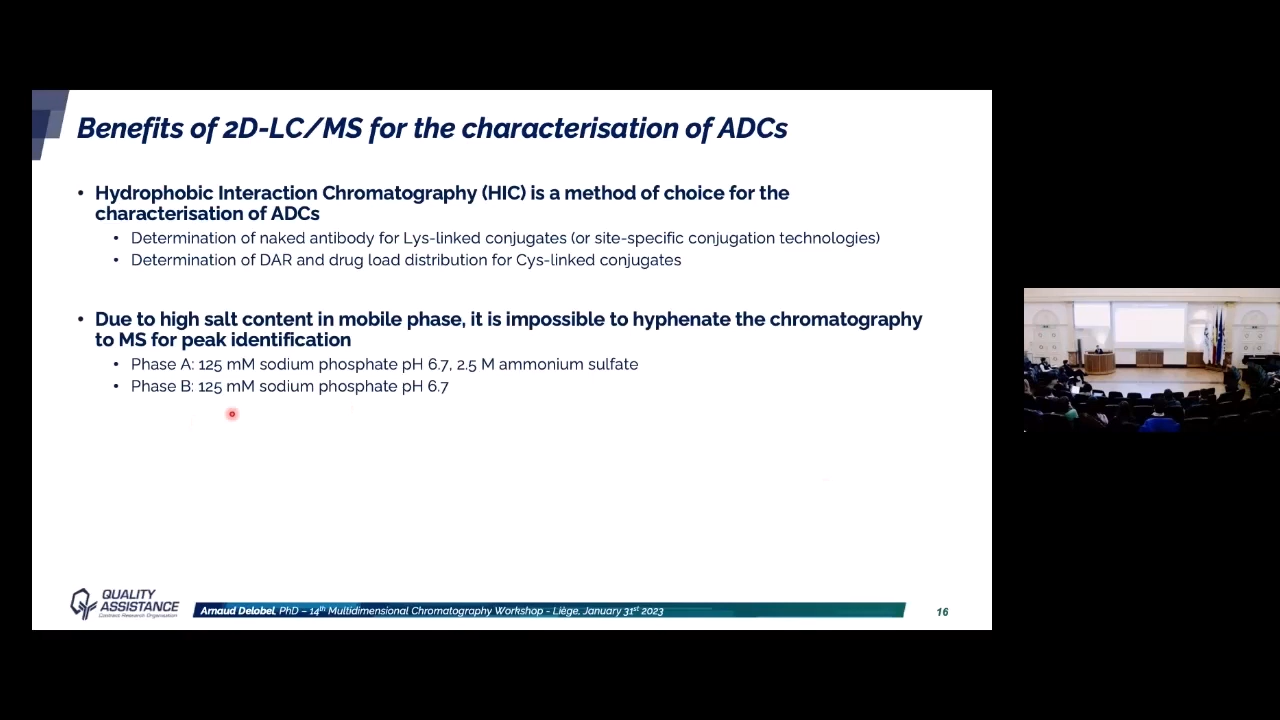 Benefits of 2D-LC/MS for the characterisation of ADCs
• Hydrophobic Interaction Chromatography (HIC) is a method of choice for the
characterisation of ADCs
• Determination of naked antibody for Lys-linked conjugates (or site-specific conjugation technologies)
• Determination of DAR and drug load distribution for Cys-linked conjugates
• Due to high salt content in mobile phase, it is impossible to hyphenate the chromatography
to MS for peak identification
• Phase A: 125 mM sodium phosphate pH 6.7, 2.5 M ammonium sulfate
• Phase B: 125 mM sodium phosphate pH 6.7
QUALITY
ASSISTANCE
Contract Research Organisation
Arnaud Delobel, PhD – 14th Multidimensional Chromatography Workshop - Liège, January 31st 2023
16